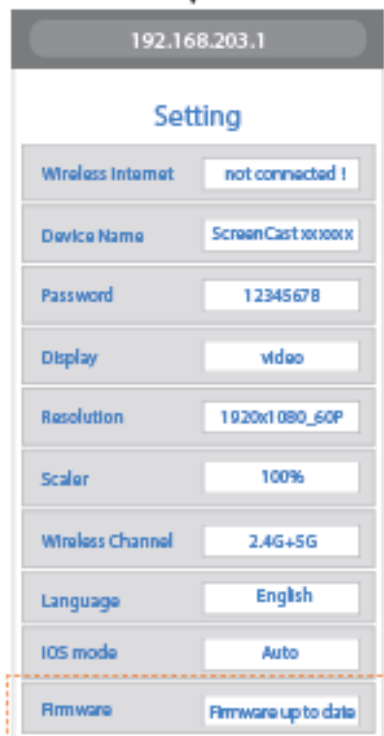 192.168.203.1
Setting
Wireless Internet not connected !
Device Name ScreenCast xxxxxx
Password 12345678
Display video
Resolution 1920x1080_60P
Scaler 100%
Wireless Channel 2.4G+5G
Language English
IOS mode Auto
Firmware Firmware up to date